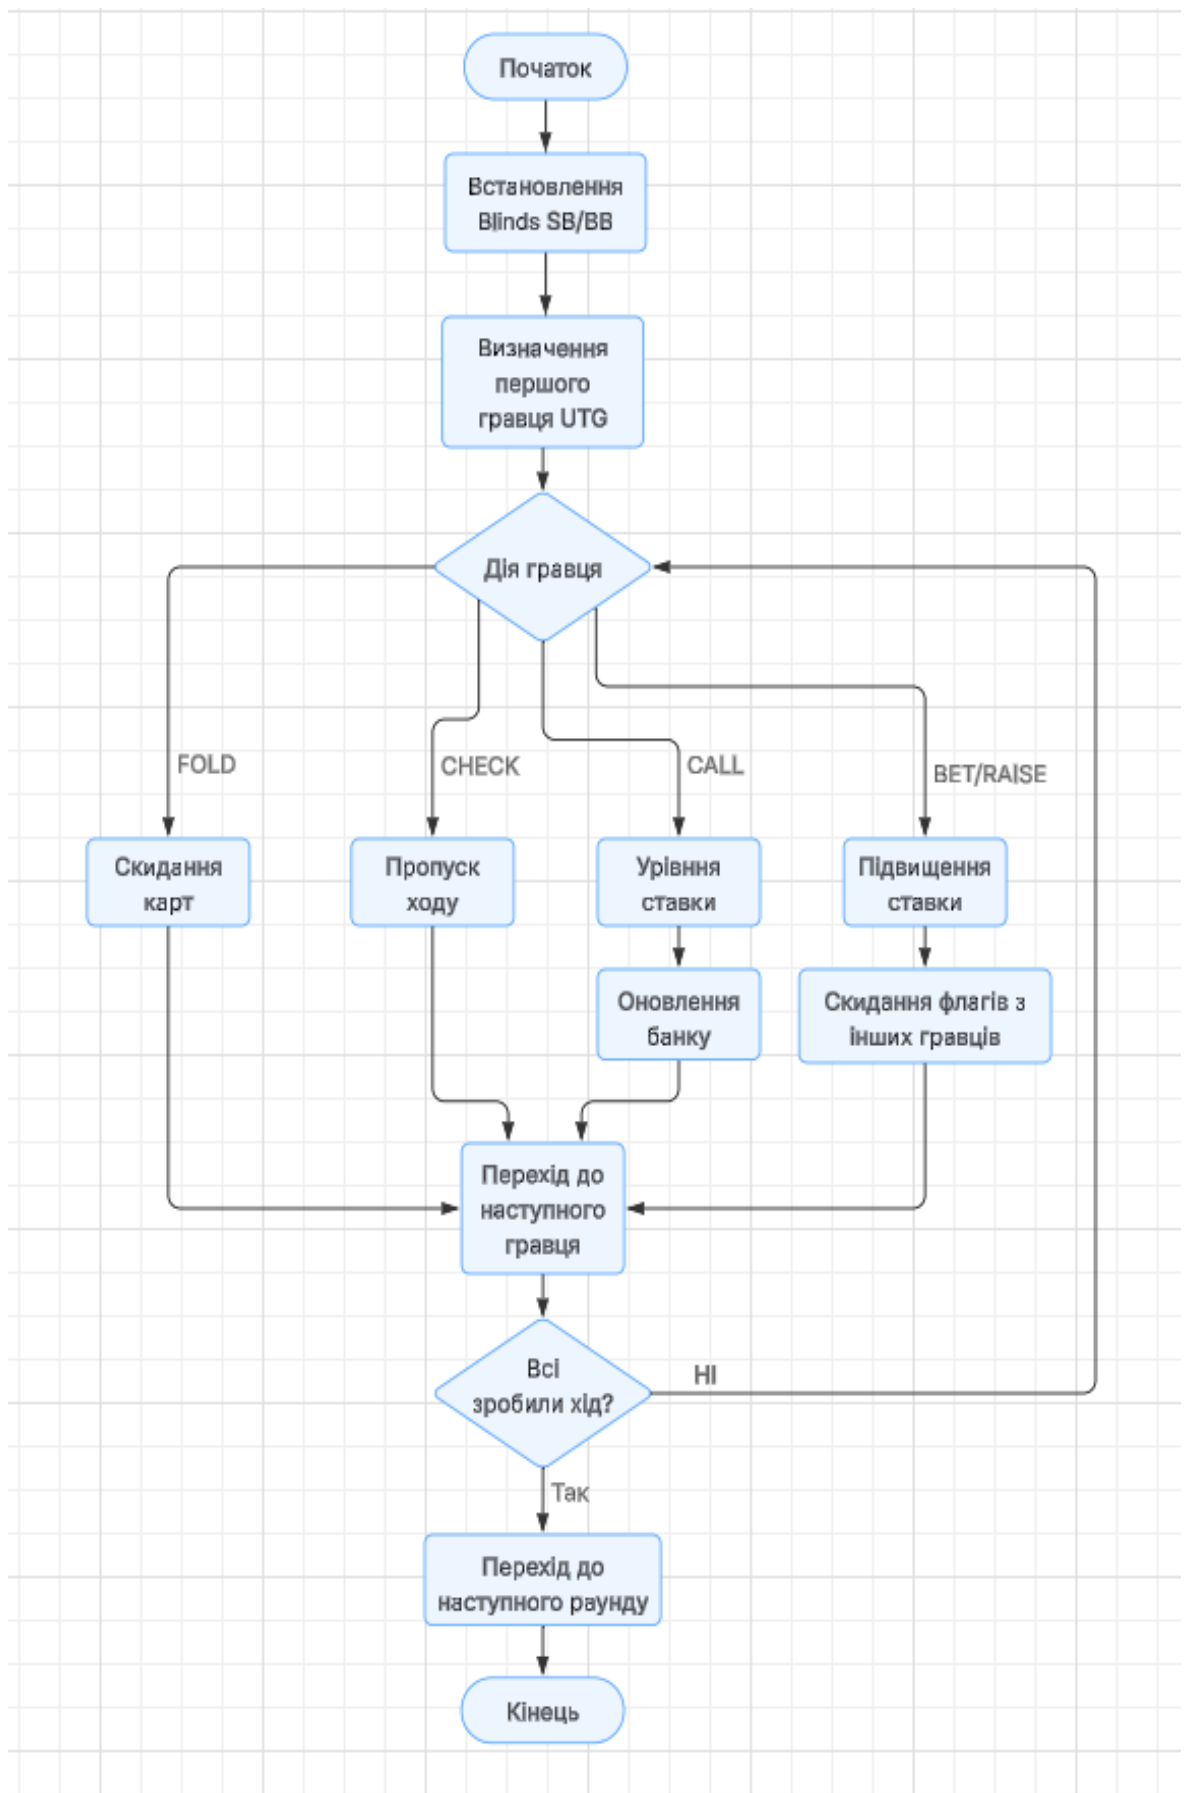 Початок
Встановлення
Blinds SB/BB
Визначення
першого
гравця UTG
Дія гравця
FOLD
CHECK
CALL
BET/RAISE
Скидання
карт
Пропуск
ходу
Урівння
ставки
Підвищення
ставки
Оновлення
банку
Скидання флагів з
інших гравців
Перехід до
наступного
гравця
Всі
зробили хід?
НІ
Так
Перехід до
наступного раунду
Кінець